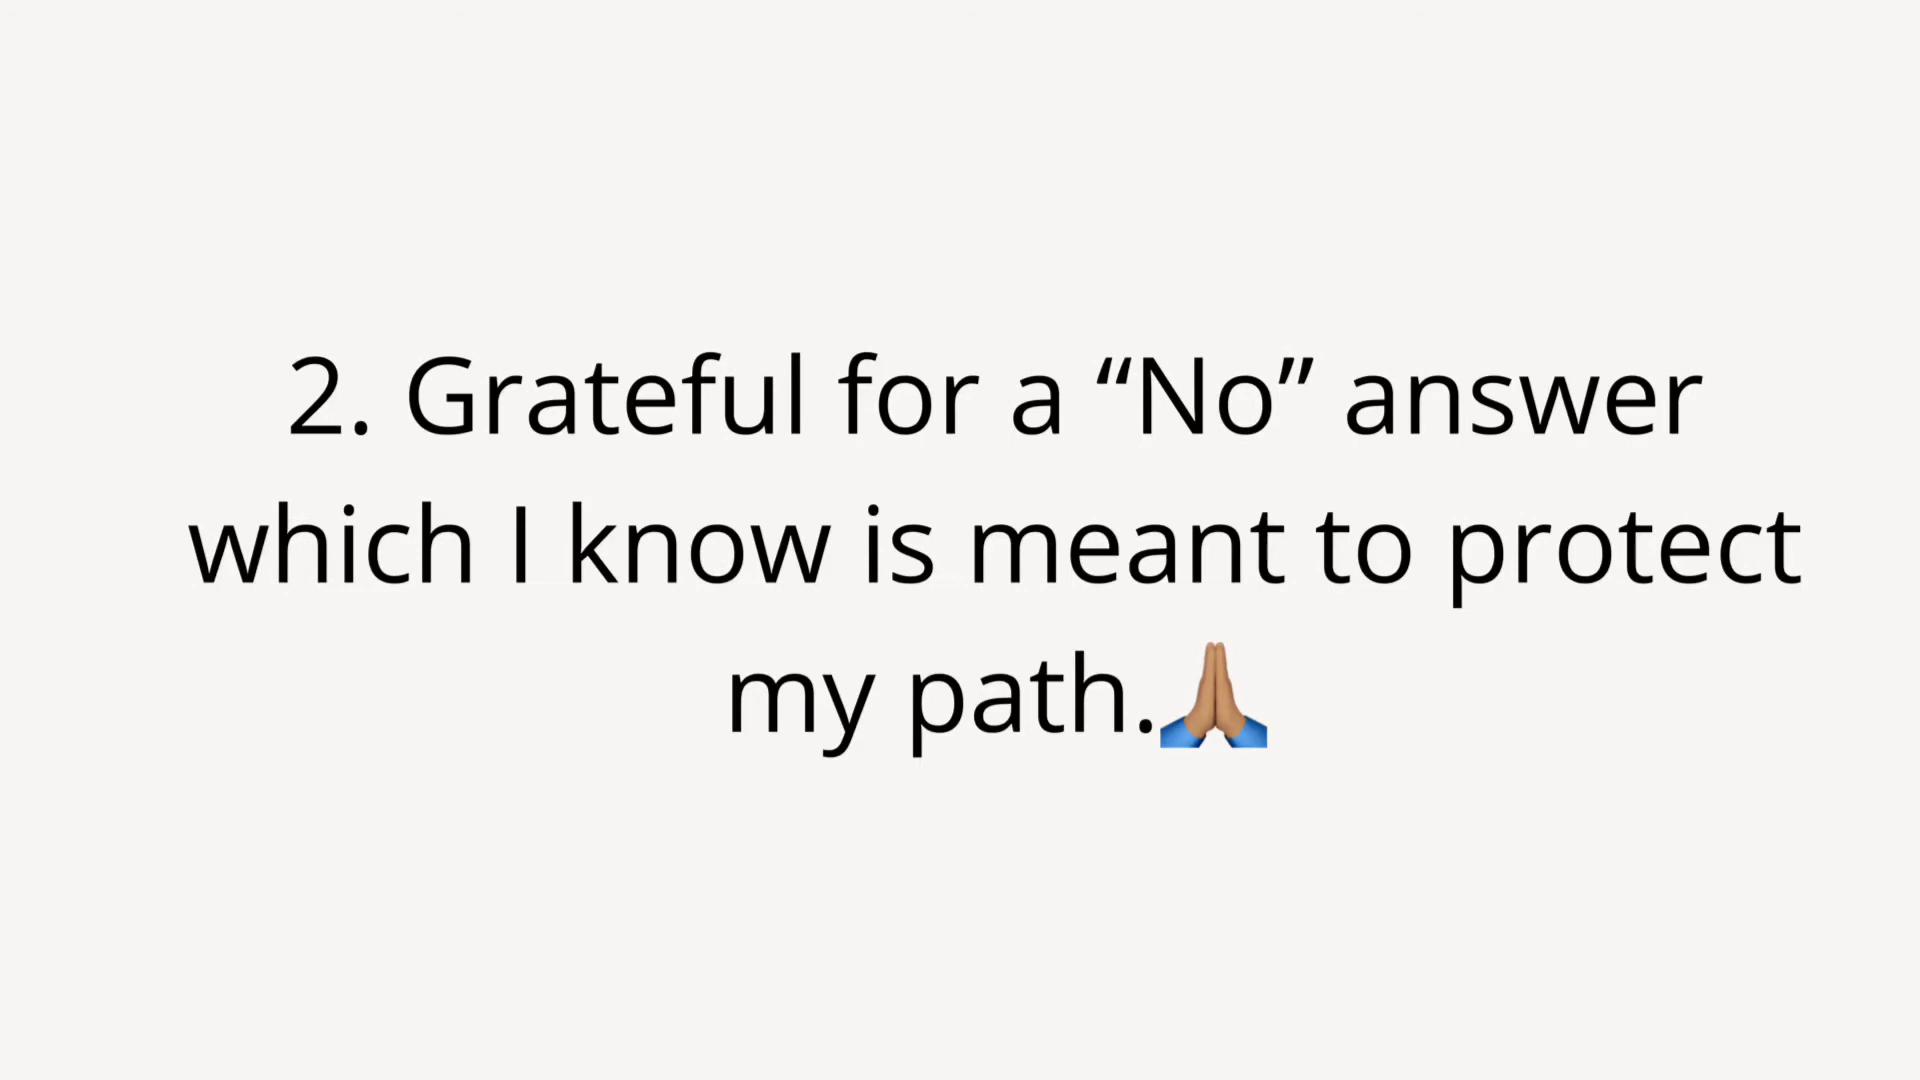 2. Grateful for a “No” answer
which I know is meant to protect
my path.🙏🏽